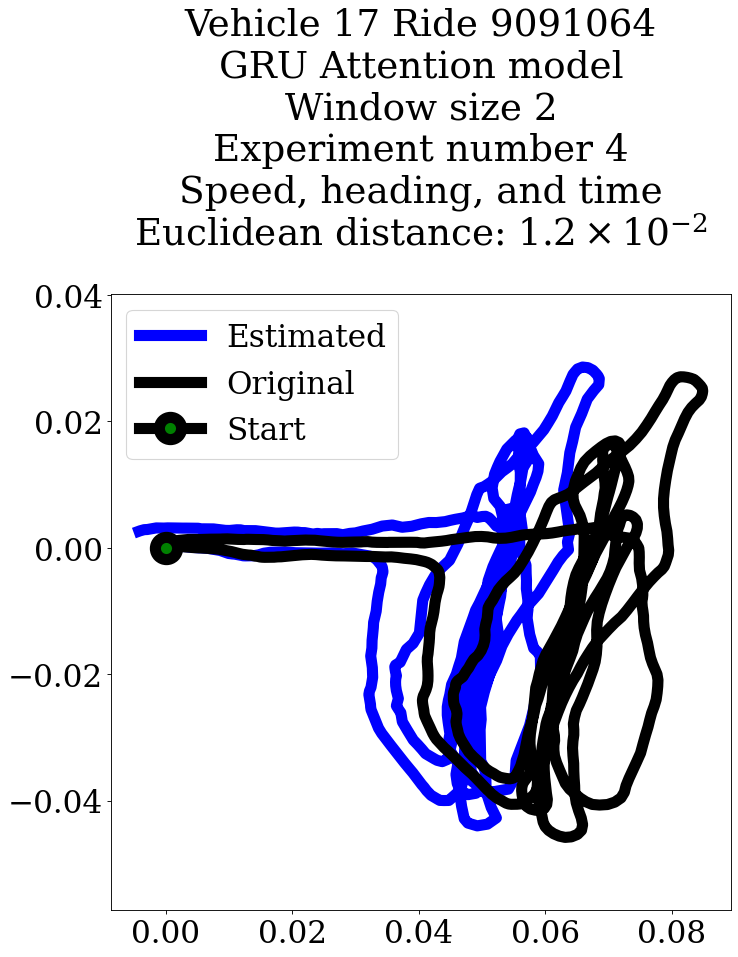 Vehicle 17 Ride 9091064
GRU Attention model
Window size 2
Experiment number 4
Speed, heading, and time
Euclidean distance: 1.2 × 10⁻²
Estimated
Original
Start
0.04
0.02
0.00
−0.02
−0.04
0.00 0.02 0.04 0.06 0.08